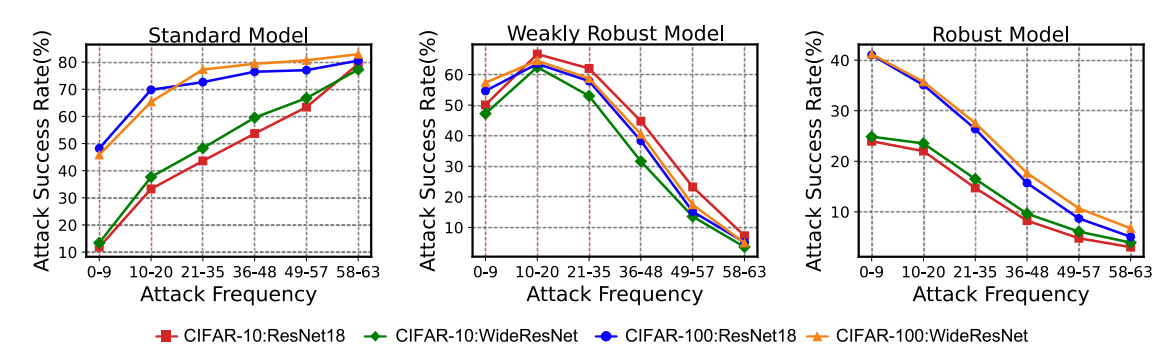 Standard Model
Attack Success Rate(%)
80
70
60
50
40
30
20
10
0-9 10-20 21-35 36-48 49-57 58-63
Attack Frequency
Weakly Robust Model
Attack Success Rate(%)
60
50
40
30
20
10
0-9 10-20 21-35 36-48 49-57 58-63
Attack Frequency
Robust Model
Attack Success Rate(%)
40
30
20
10
0-9 10-20 21-35 36-48 49-57 58-63
Attack Frequency
CIFAR-10:ResNet18 CIFAR-10:WideResNet CIFAR-100:ResNet18 CIFAR-100:WideResNet